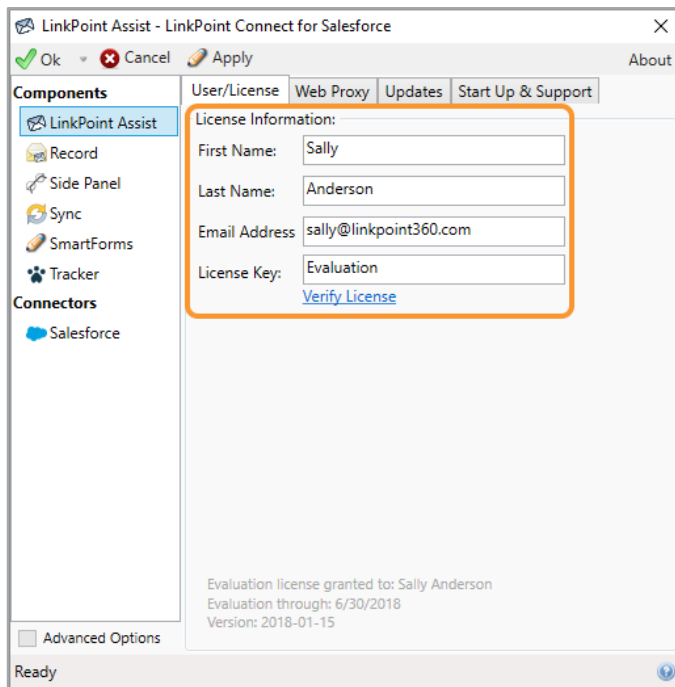 LinkPoint Assist - LinkPoint Connect for Salesforce
Ok Cancel Apply About
Components
LinkPoint Assist
Record
Side Panel
Sync
SmartForms
Tracker
Connectors
Salesforce
User/License Web Proxy Updates Start Up & Support
License Information:
First Name: Sally
Last Name: Anderson
Email Address sally@linkpoint360.com
License Key: Evaluation
Verify License
Evaluation license granted to: Sally Anderson
Evaluation through: 6/30/2018
Version: 2018-01-15
Advanced Options
Ready